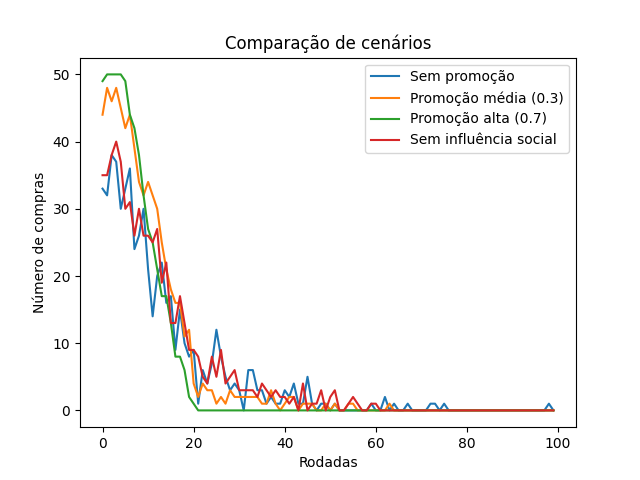 Comparação de cenários
Sem promoção
Promoção média (0.3)
Promoção alta (0.7)
Sem influência social
Número de compras
50
40
30
20
10
0
0 20 40 60 80 100
Rodadas